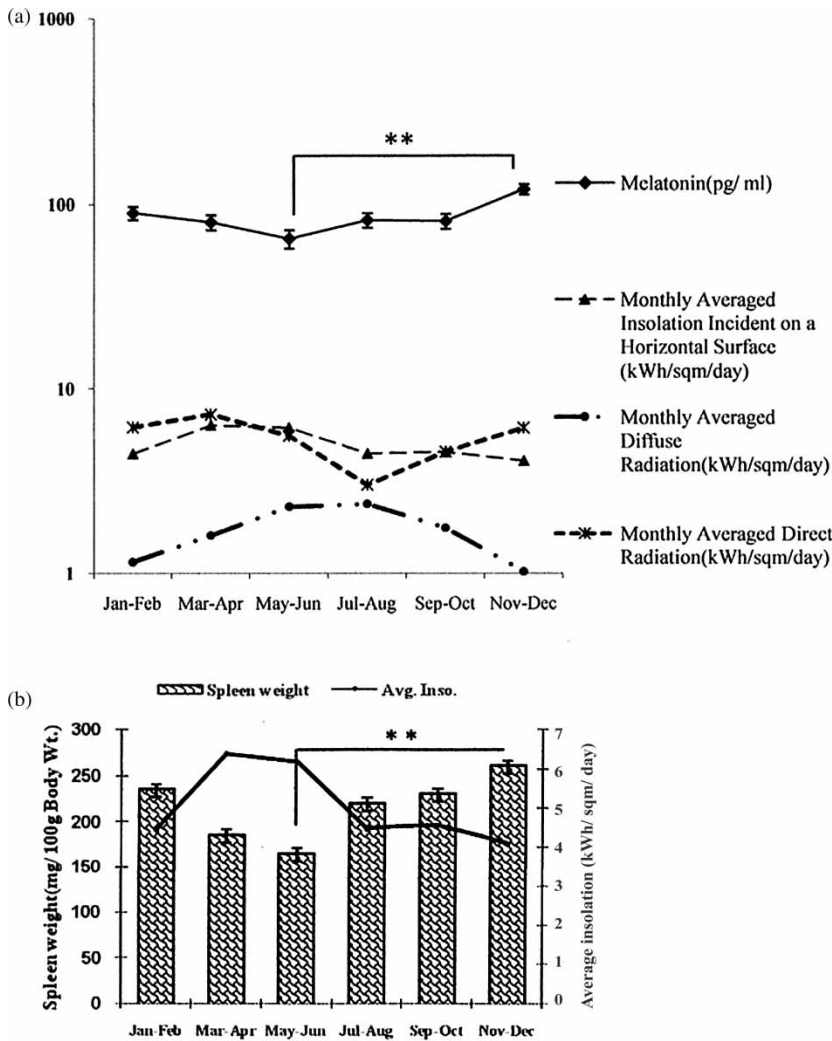 (a)
1000
100
10
1
**
Melatonin(pg/ ml)
Monthly Averaged
Insolation Incident on a
Horizontal Surface
(kWh/sqm/day)
Monthly Averaged
Diffuse
Radiation(kWh/sqm/day)
Monthly Averaged Direct
Radiation(kWh/sqm/day)
Jan-Feb Mar-Apr May-Jun Jul-Aug Sep-Oct Nov-Dec
(b)
Spleen weight Avg. Inso.
Spleen weight(mg/ 100g Body Wt.)
300
250
200
150
100
50
0
* *
7
6
5
4
3
2
1
0
Average insolation (kWh/ sqm/ day)
Jan-Feb Mar-Apr May-Jun Jul-Aug Sep-Oct Nov-Dec